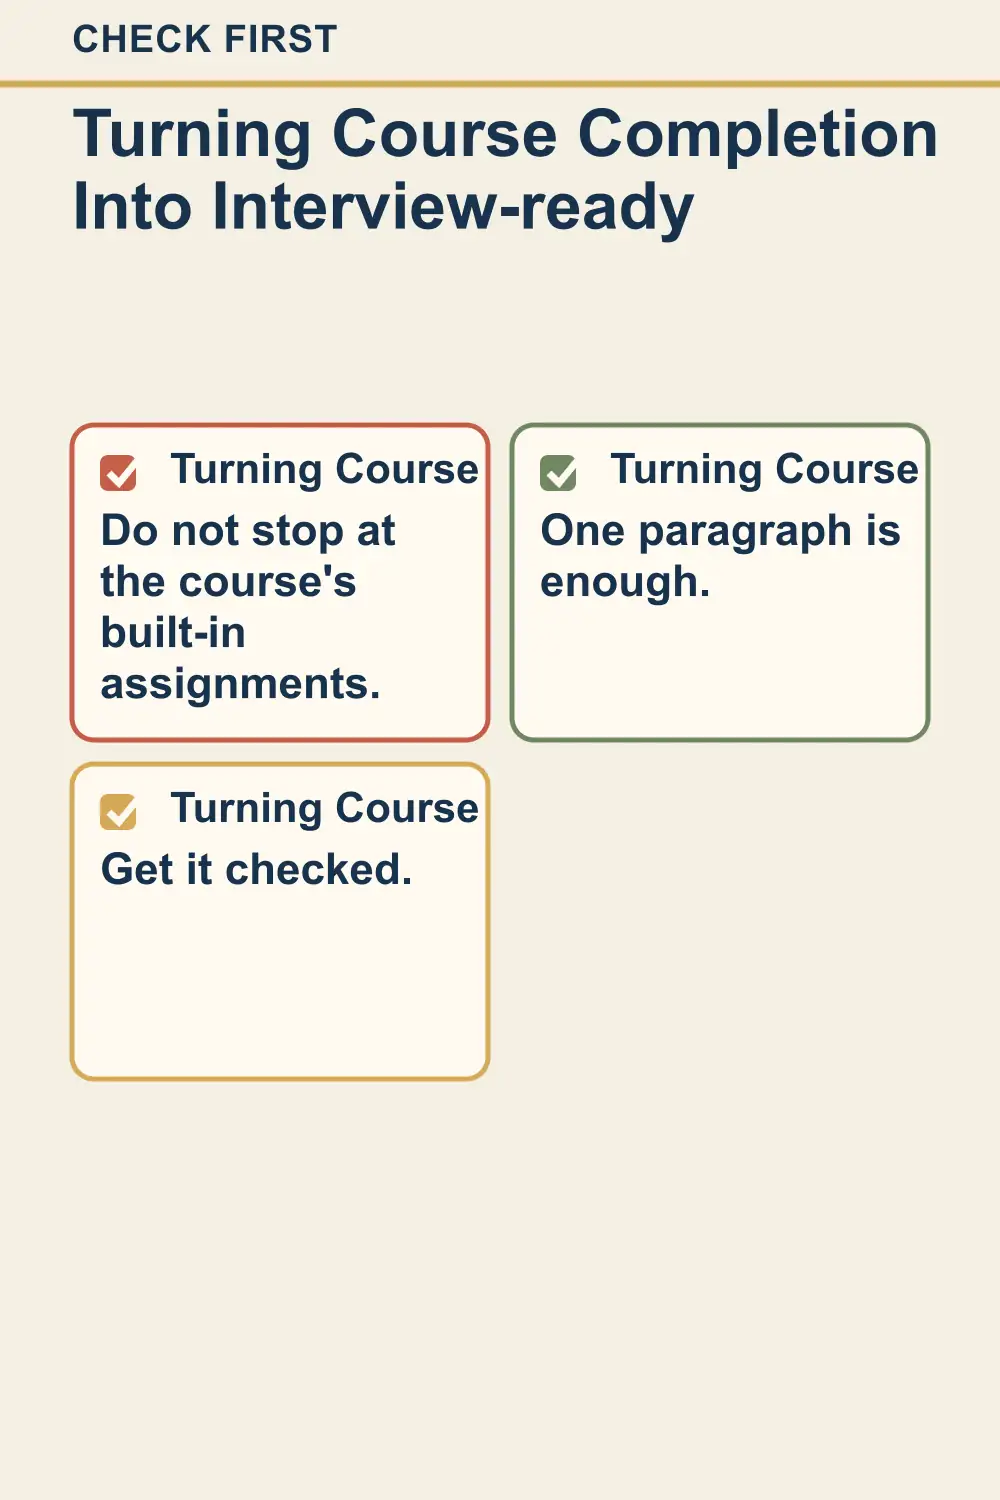 CHECK FIRST
Turning Course Completion
Into Interview-ready
Turning Course
Do not stop at
the course's
built-in
assignments.
Turning Course
One paragraph is
enough.
Turning Course
Get it checked.